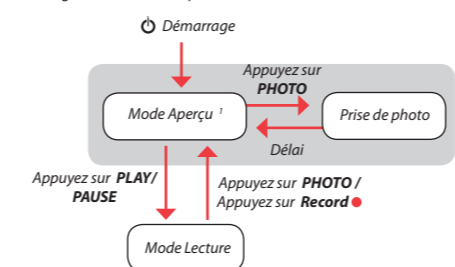 Démarrage
Appuyez sur
PHOTO
Mode Aperçu 1
Prise de photo
Délai
Appuyez sur PLAY/
PAUSE
Appuyez sur PHOTO /
Appuyez sur Record
Mode Lecture